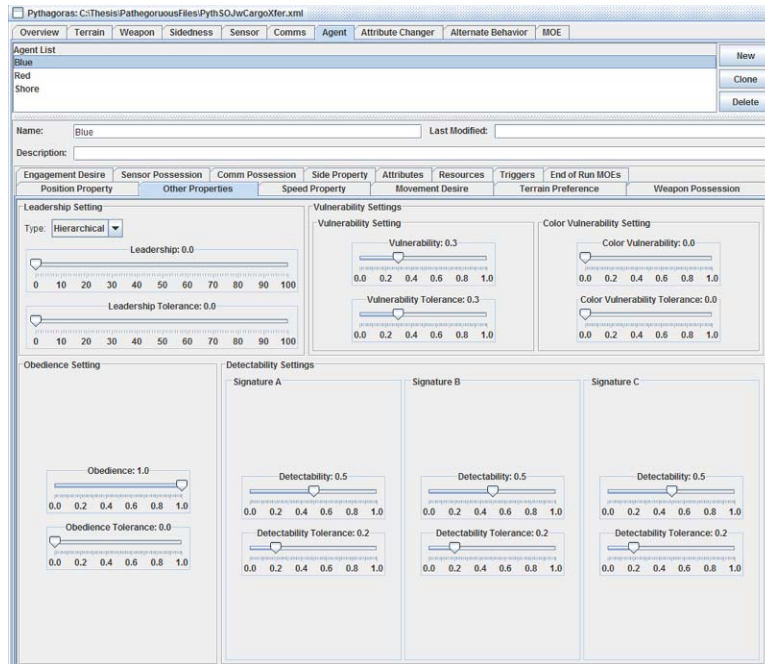 Pythagoras: C:\Thesis\PathegoruousFiles\PythSOJwCargoXfer.xml
Overview Terrain Weapon Sidedness Sensor Comms Agent Attribute Changer Alternate Behavior MOE
Agent List
Blue
Red
Shore
New
Clone
Delete
Name: Blue Last Modified:
Description:
Engagement Desire Sensor Possession Comm Possession Side Property Attributes Resources Triggers End of Run MOEs
Position Property Other Properties Speed Property Movement Desire Terrain Preference Weapon Possession
Leadership Setting
Type: Hierarchical
Leadership: 0.0
0 10 20 30 40 50 60 70 80 90 100
Leadership Tolerance: 0.0
0 10 20 30 40 50 60 70 80 90 100
Vulnerability Settings
Vulnerability Setting
Vulnerability: 0.3
0.0 0.2 0.4 0.6 0.8 1.0
Vulnerability Tolerance: 0.3
0.0 0.2 0.4 0.6 0.8 1.0
Color Vulnerability Setting
Color Vulnerability: 0.0
0.0 0.2 0.4 0.6 0.8 1.0
Color Vulnerability Tolerance: 0.0
0.0 0.2 0.4 0.6 0.8 1.0
Obedience Setting
Obedience: 1.0
0.0 0.2 0.4 0.6 0.8 1.0
Obedience Tolerance: 0.0
0.0 0.2 0.4 0.6 0.8 1.0
Detectability Settings
Signature A
Detectability: 0.5
0.0 0.2 0.4 0.6 0.8 1.0
Detectability Tolerance: 0.2
0.0 0.2 0.4 0.6 0.8 1.0
Signature B
Detectability: 0.5
0.0 0.2 0.4 0.6 0.8 1.0
Detectability Tolerance: 0.2
0.0 0.2 0.4 0.6 0.8 1.0
Signature C
Detectability: 0.5
0.0 0.2 0.4 0.6 0.8 1.0
Detectability Tolerance: 0.2
0.0 0.2 0.4 0.6 0.8 1.0